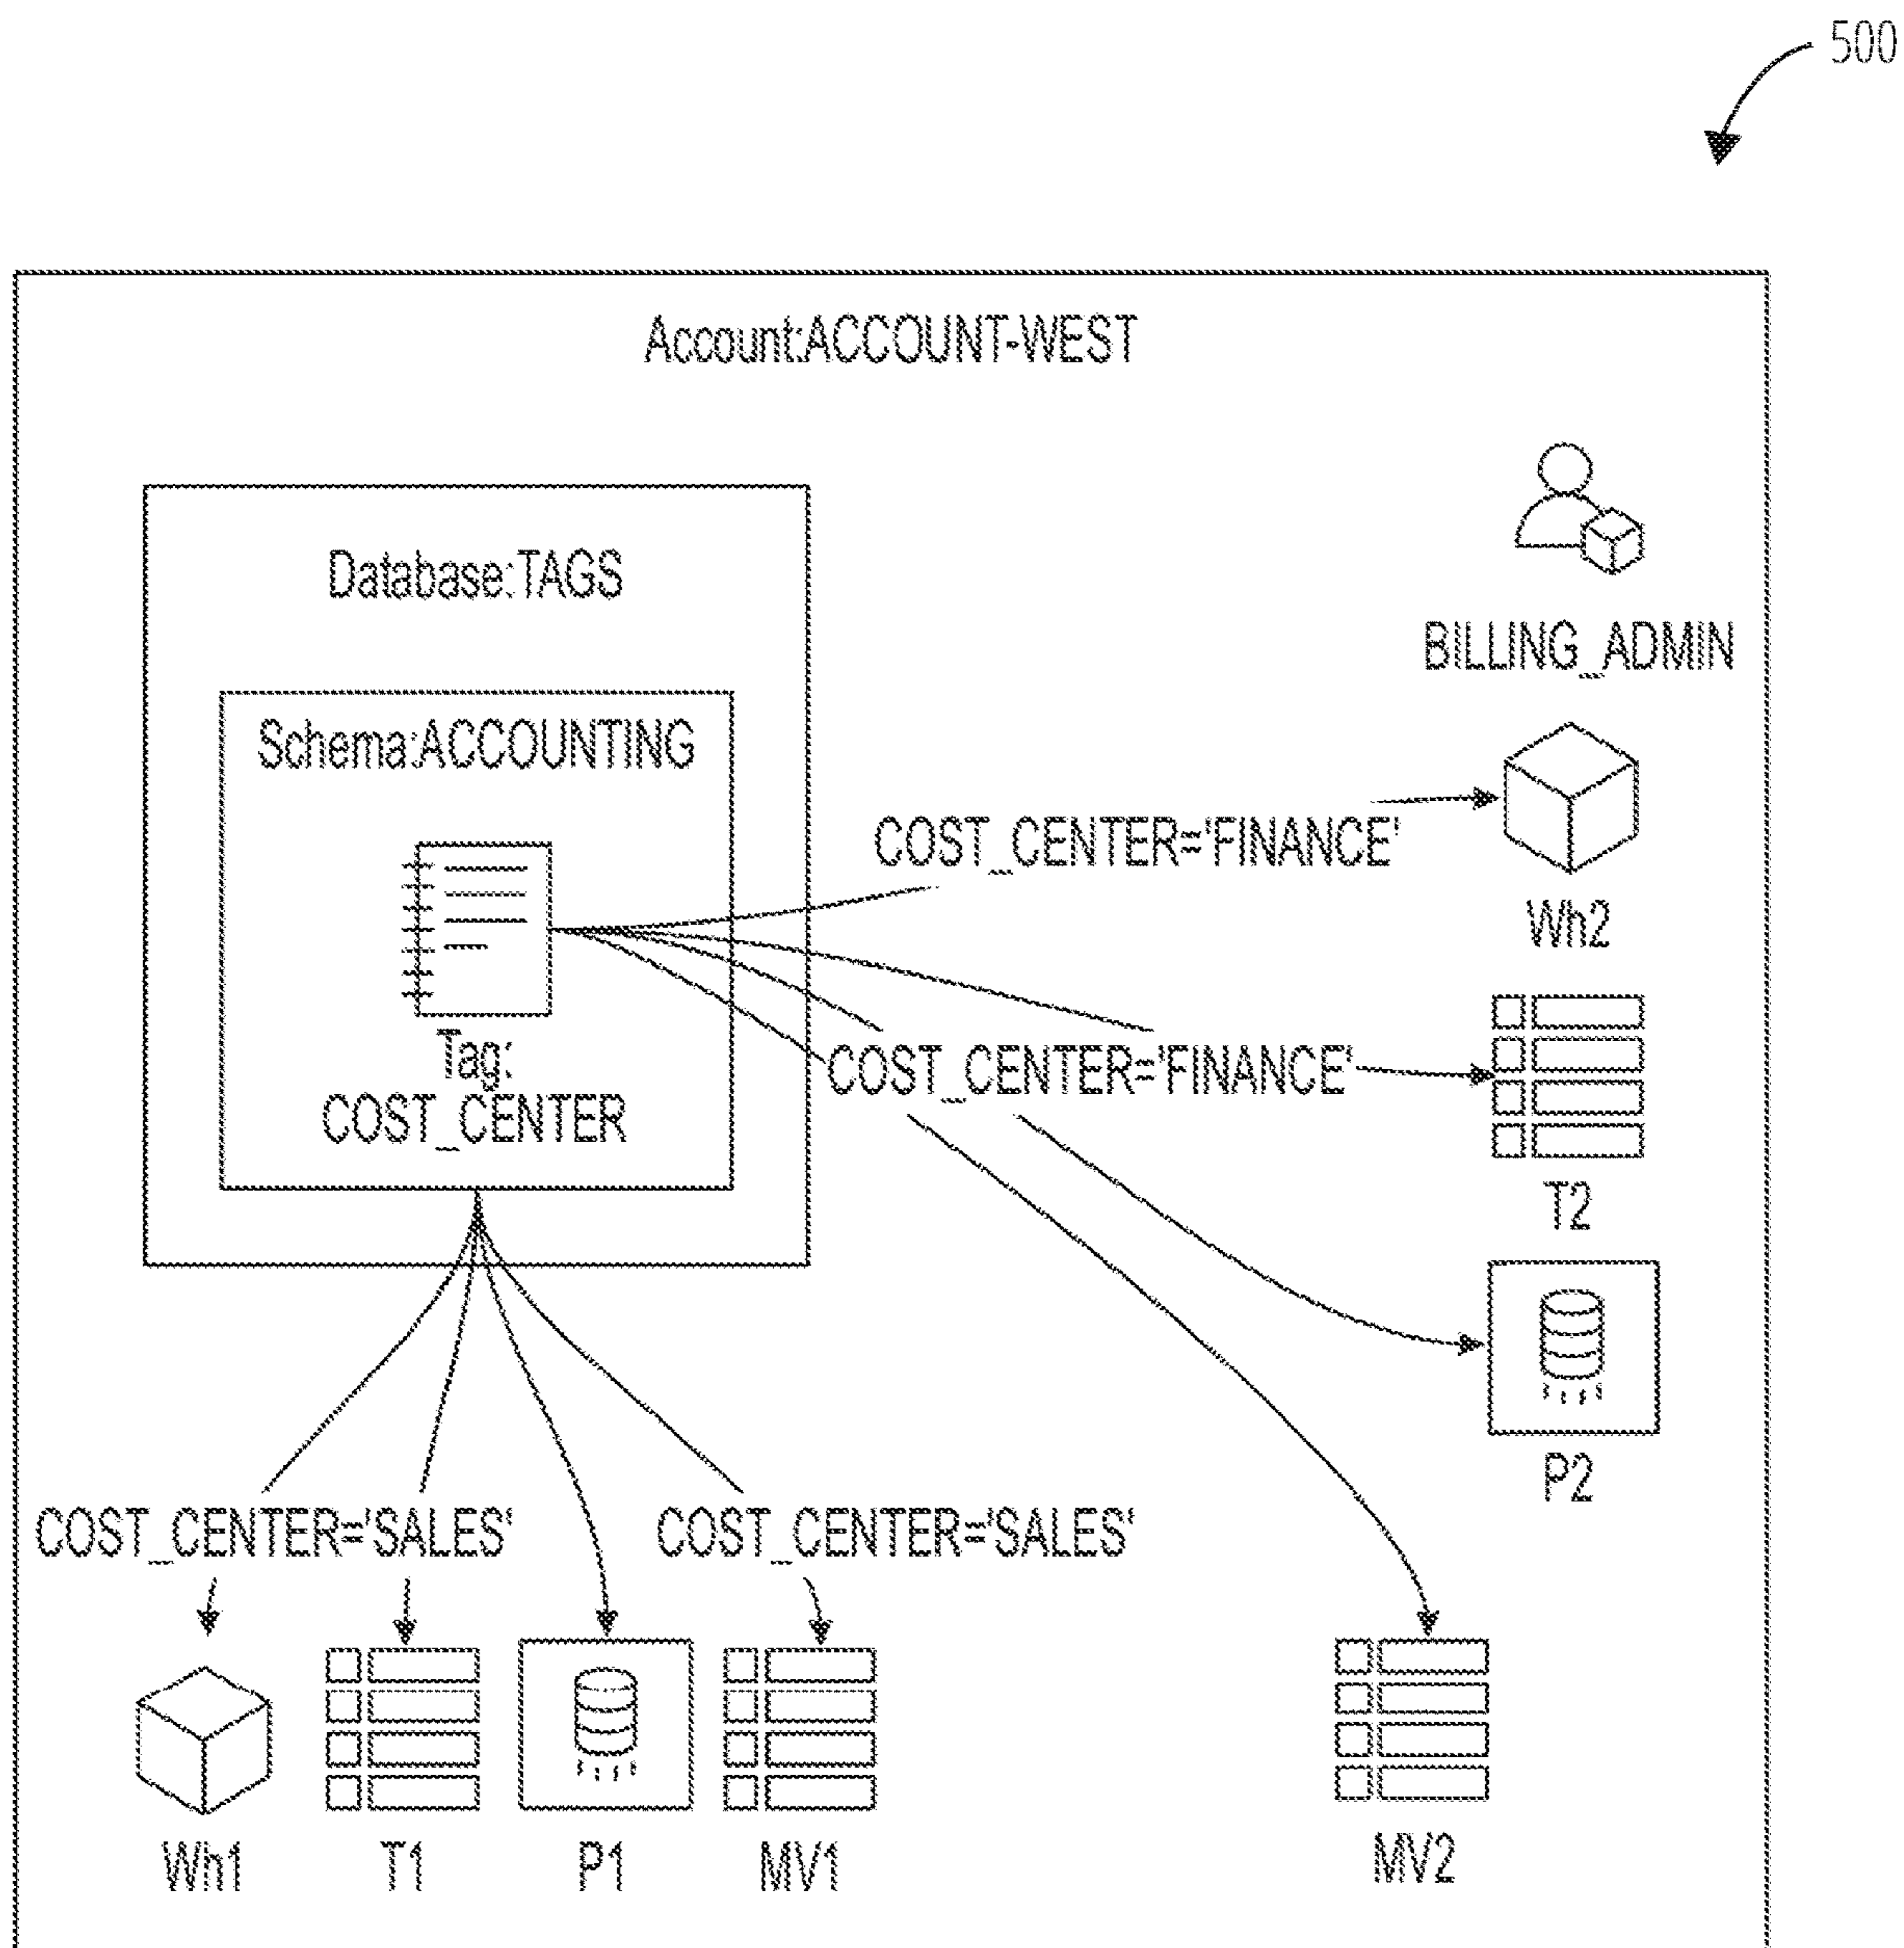 500
Account:ACCOUNT-WEST
Database:TAGS
BILLING_ADMIN
Schema:ACCOUNTING
COST_CENTER='FINANCE'
Wh2
Tag:
COST_CENTER
COST_CENTER='FINANCE'
T2
P2
COST_CENTER='SALES'
COST_CENTER='SALES'
Wh1
T1
P1
MV1
MV2